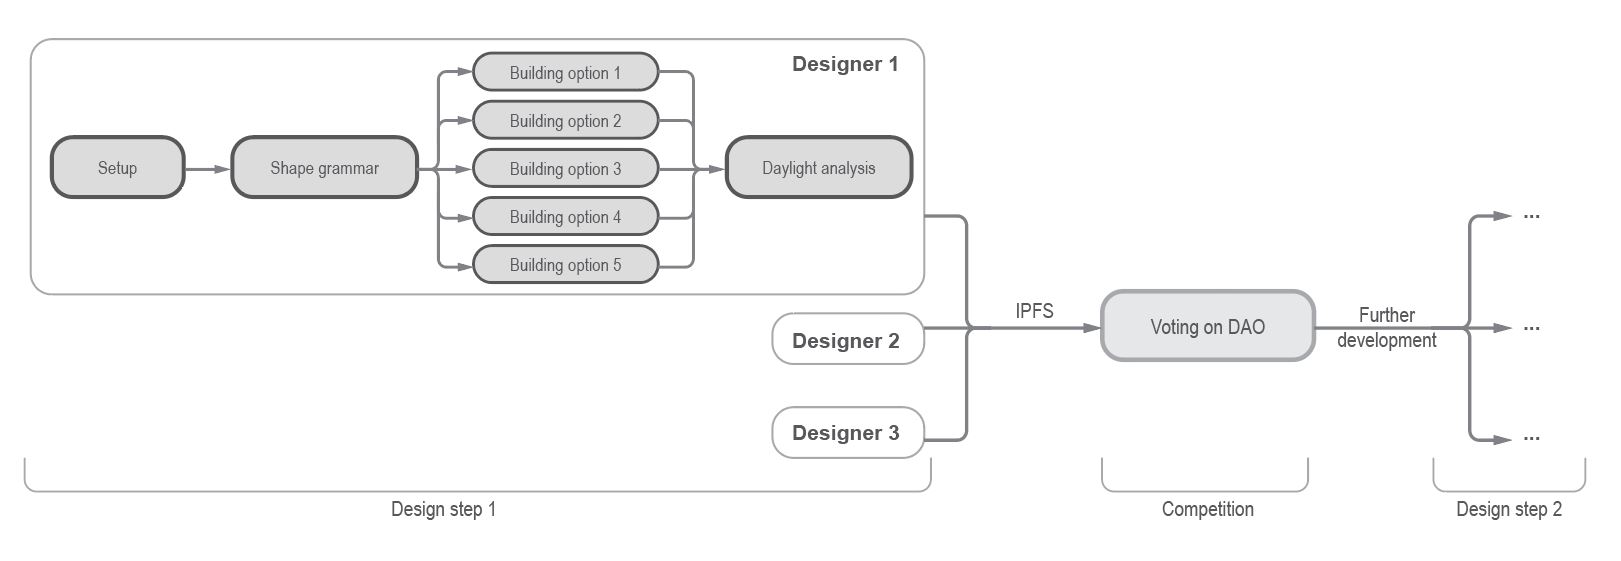 Designer 1
Setup
Shape grammar
Building option 1
Building option 2
Building option 3
Building option 4
Building option 5
Daylight analysis
Designer 2
Designer 3
IPFS
Voting on DAO
Further
development
...
...
...
Design step 1
Competition
Design step 2